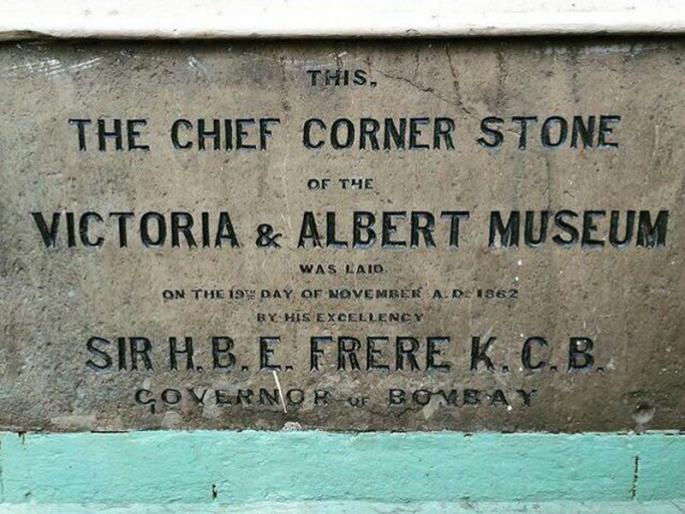 THIS,
THE CHIEF CORNER STONE
OF THE
VICTORIA & ALBERT MUSEUM
WAS LAID
ON THE 19TH DAY OF NOVEMBER A.D. 1862
BY HIS EXCELLENCY
SIR H.B.E. FRERE K.C.B.
GOVERNOR OF BOMBAY